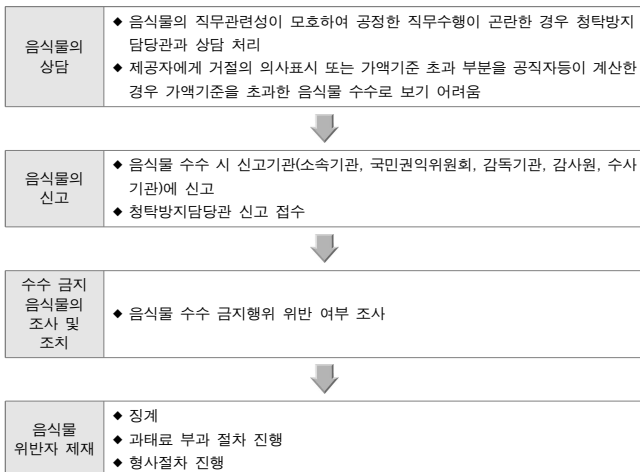 음식물의
상담
◆ 음식물의 직무관련성이 모호하여 공정한 직무수행이 곤란한 경우 청탁방지
담당관과 상담 처리
◆ 제공자에게 거절의 의사표시 또는 가액기준 초과 부분을 공직자등이 계산한
경우 가액기준을 초과한 음식물 수수로 보기 어려움
음식물의
신고
◆ 음식물 수수 시 신고기관(소속기관, 국민권익위원회, 감독기관, 감사원, 수사
기관)에 신고
◆ 청탁방지담당관 신고 접수
수수 금지
음식물의
조사 및
조치
◆ 음식물 수수 금지행위 위반 여부 조사
음식물
위반자 제재
◆ 징계
◆ 과태료 부과 절차 진행
◆ 형사절차 진행